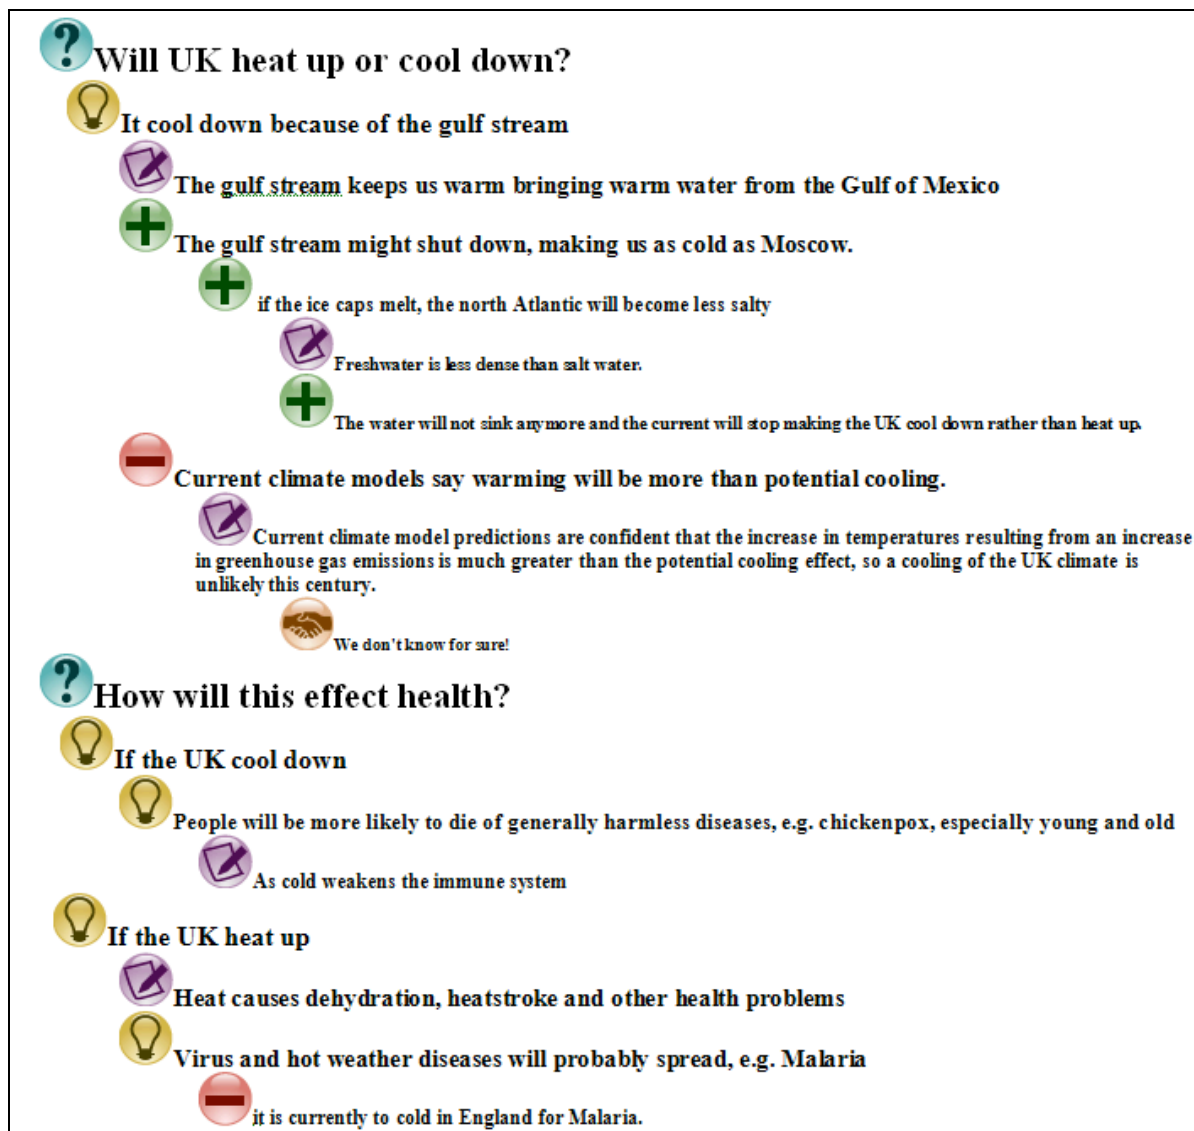 Will UK heat up or cool down?
It cool down because of the gulf stream
The gulf stream keeps us warm bringing warm water from the Gulf of Mexico
The gulf stream might shut down, making us as cold as Moscow.
if the ice caps melt, the north Atlantic will become less salty
Freshwater is less dense than salt water.
The water will not sink anymore and the current will stop making the UK cool down rather than heat up.
Current climate models say warming will be more than potential cooling.
Current climate model predictions are confident that the increase in temperatures resulting from an increase
in greenhouse gas emissions is much greater than the potential cooling effect, so a cooling of the UK climate is
unlikely this century.
We don't know for sure!
How will this effect health?
If the UK cool down
People will be more likely to die of generally harmless diseases, e.g. chickenpox, especially young and old
As cold weakens the immune system
If the UK heat up
Heat causes dehydration, heatstroke and other health problems
Virus and hot weather diseases will probably spread, e.g. Malaria
it is currently to cold in England for Malaria.